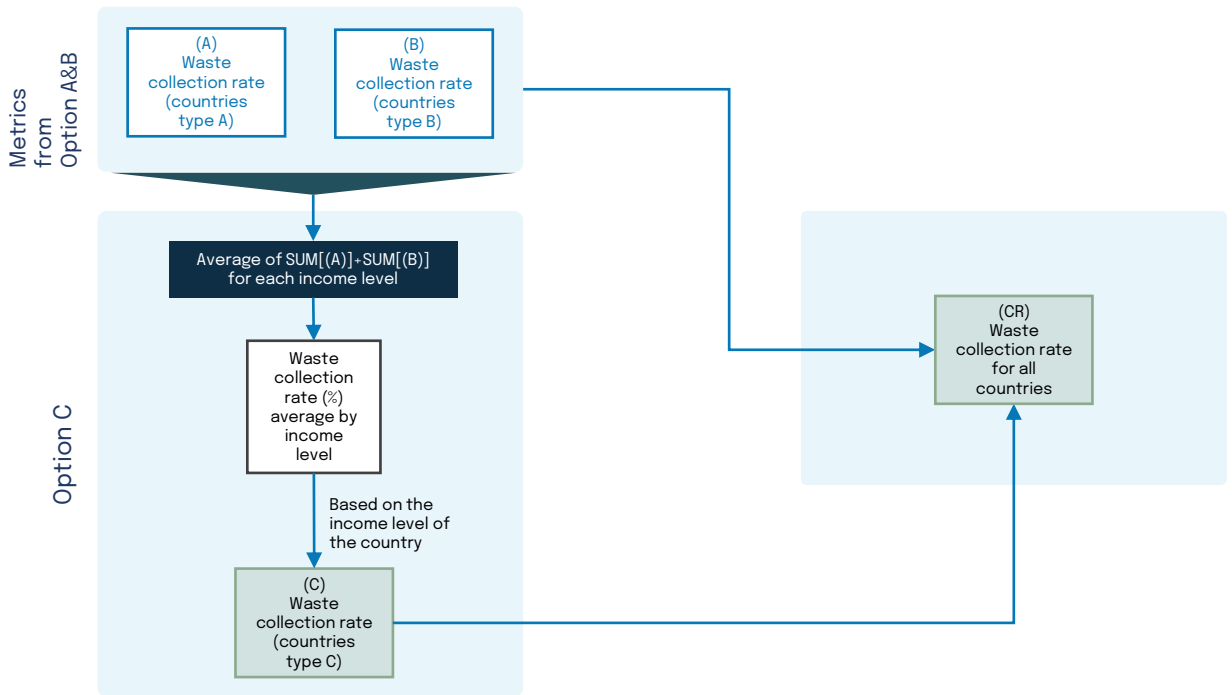 Metrics
from
Option A&B
(A)
Waste
collection rate
(countries
type A)
(B)
Waste
collection rate
(countries
type B)
Option C
Average of SUM[(A)]+SUM[(B)]
for each income level
Waste
collection
rate (%)
average by
income
level
Based on the
income level of
the country
(C)
Waste
collection rate
(countries
type C)
(CR)
Waste
collection rate
for all
countries